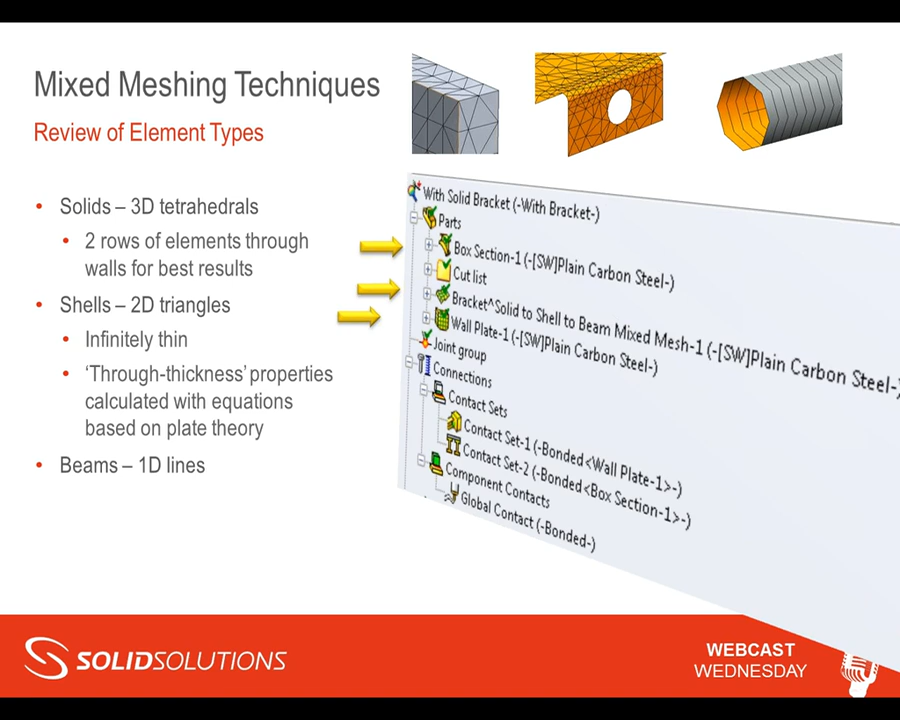 Mixed Meshing Techniques
Review of Element Types
• Solids – 3D tetrahedrals
• 2 rows of elements through
walls for best results
• Shells – 2D triangles
• Infinitely thin
• ‘Through-thickness’ properties
calculated with equations
based on plate theory
• Beams – 1D lines
With Solid Bracket (-With Bracket-)
Parts
Box Section-1 (-[SW]Plain Carbon Steel-)
Cut list
Bracket^Solid to Shell to Beam Mixed Mesh-1 (-[SW]Plain Carbon Steel-)
Wall Plate-1 (-[SW]Plain Carbon Steel-)
Joint group
Connections
Contact Sets
Contact Set-1 (-Bonded<Wall Plate-1>-)
Contact Set-2 (-Bonded<Box Section-1>-)
Component Contacts
Global Contact (-Bonded-)
SOLIDSOLUTIONS
WEBCAST
WEDNESDAY